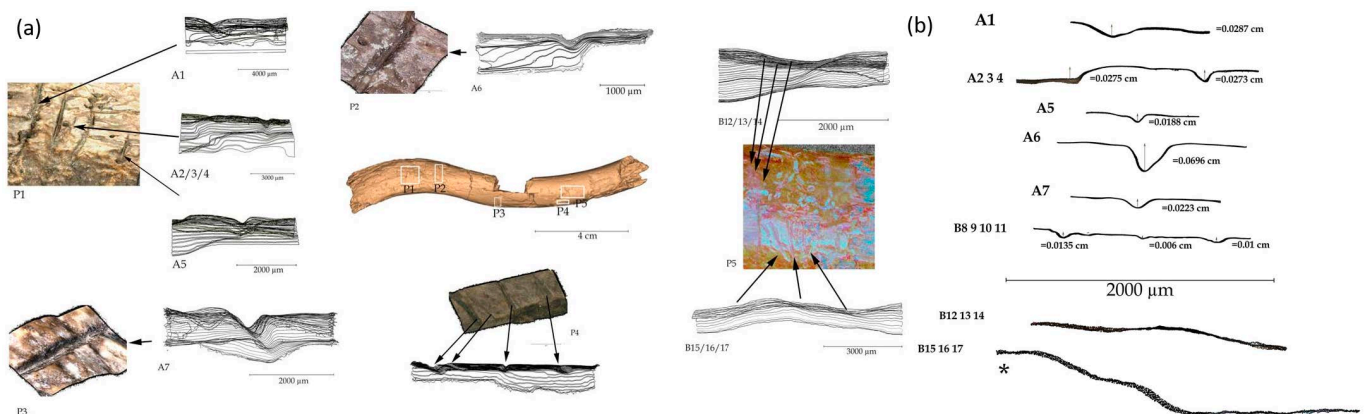 (a)
A1
4000 µm
P1
A2/3/4
3000 µm
A5
2000 µm
P3
A7
2000 µm
P2
A6
1000 µm
P1
P2
P3
P4
P5
4 cm
P4
B12/13/14
2000 µm
P5
B15/16/17
3000 µm
(b)
A1
=0.0287 cm
A2 3 4
=0.0275 cm
=0.0273 cm
A5
=0.0188 cm
A6
=0.0696 cm
A7
=0.0223 cm
B8 9 10 11
=0.0135 cm
=0.006 cm
=0.01 cm
2000 µm
B12 13 14
B15 16 17
*